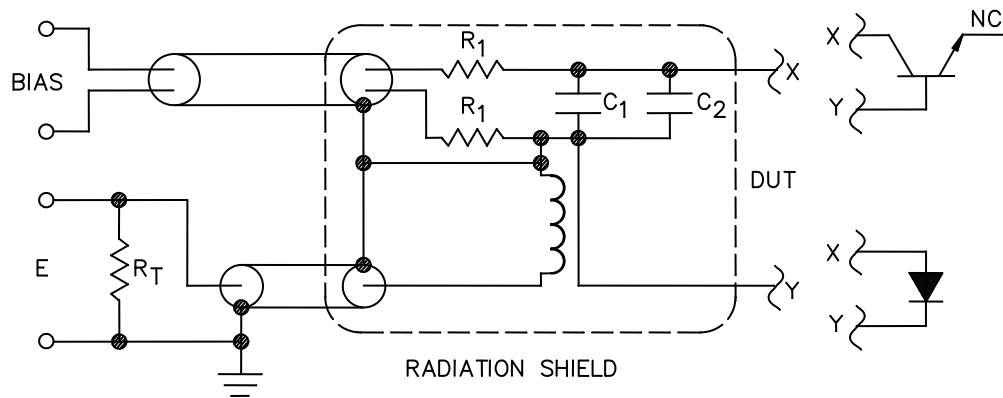 NC
R1
X
X
BIAS
R1
C1
C2
Y
DUT
E
RT
X
Y
Y
RADIATION SHIELD